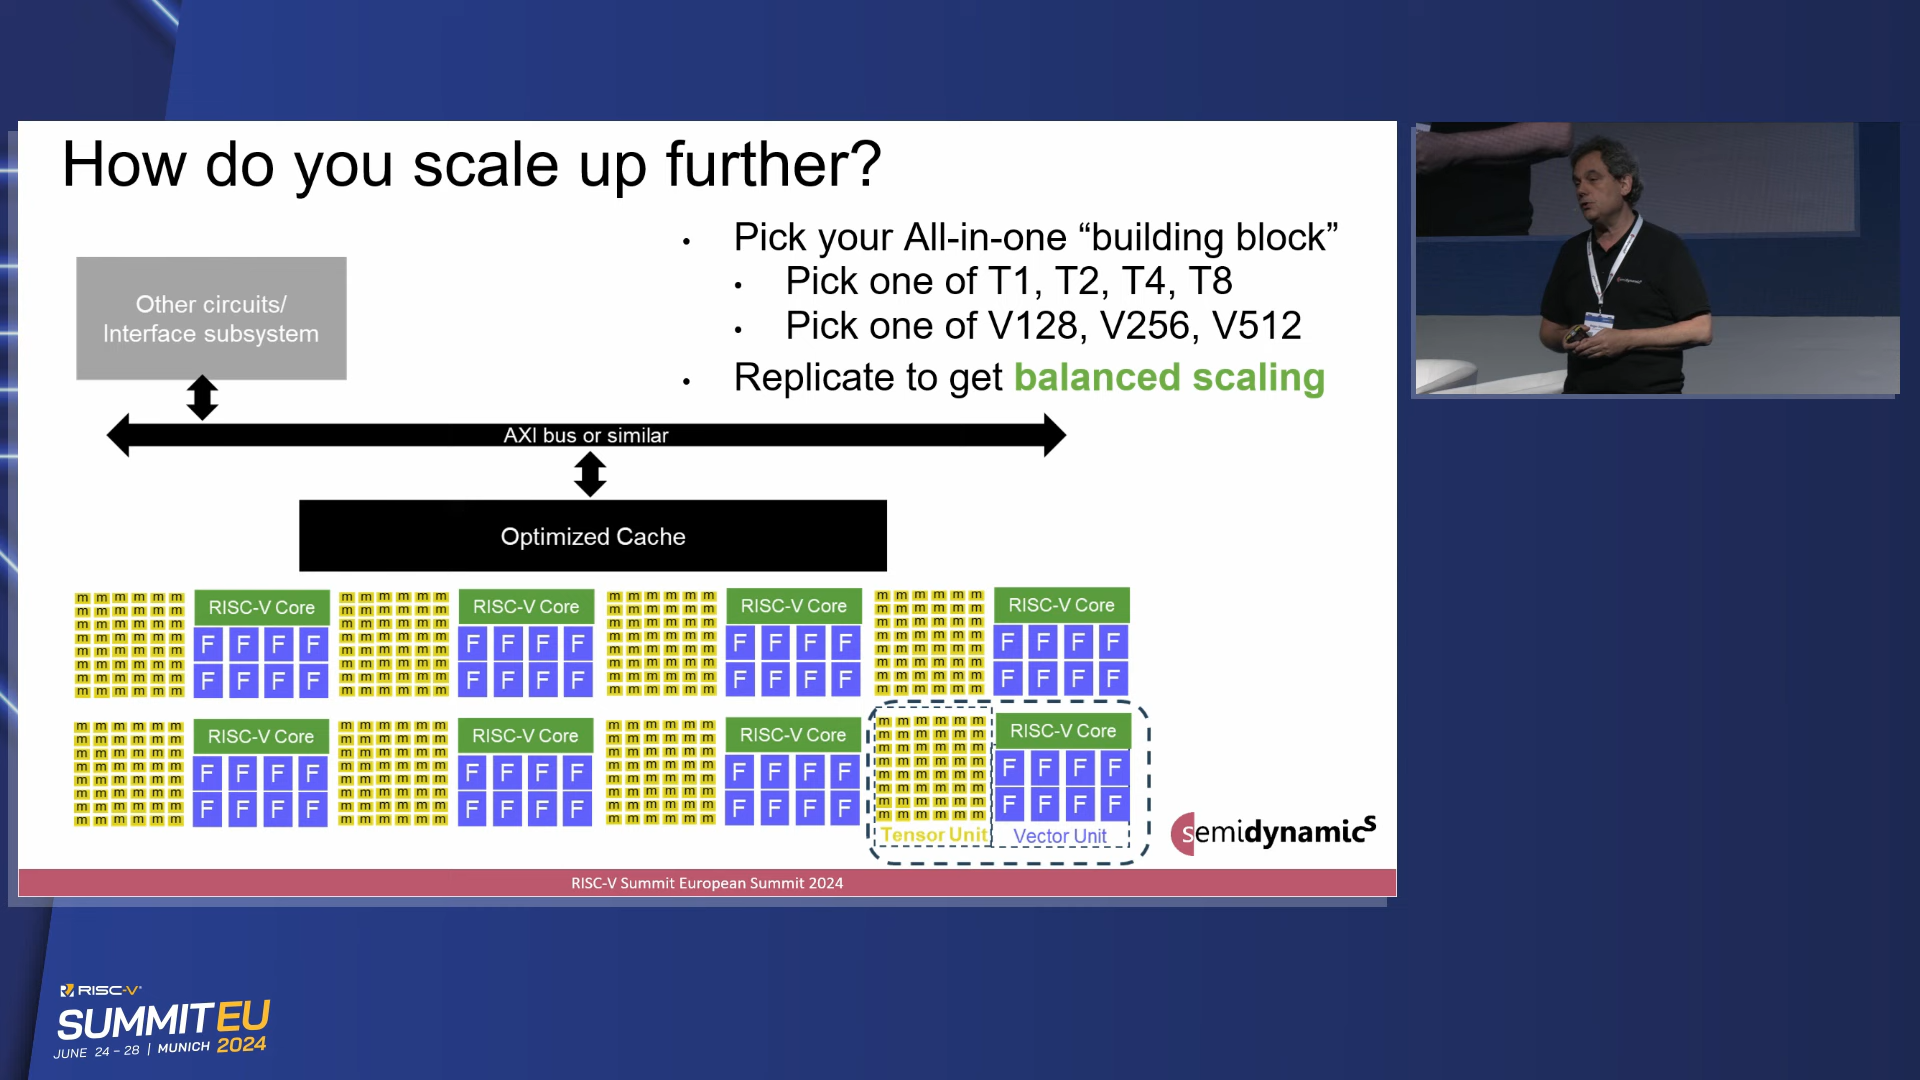 How do you scale up further?
• Pick your All-in-one “building block”
• Pick one of T1, T2, T4, T8
• Pick one of V128, V256, V512
• Replicate to get balanced scaling
Other circuits/
Interface subsystem
AXI bus or similar
Optimized Cache
m m m m m m RISC-V Core m m m m m m RISC-V Core m m m m m m RISC-V Core m m m m m m RISC-V Core
F F F F F F F F F F F F F F F F
F F F F F F F F F F F F F F F F
m m m m m m RISC-V Core m m m m m m RISC-V Core m m m m m m RISC-V Core m m m m m m RISC-V Core
F F F F F F F F F F F F F F F F
F F F F F F F F F F F F F F F F
Tensor Unit Vector Unit
semidynamics
RISC-V Summit European Summit 2024
RISC-V®
SUMMIT EU
JUNE 24 – 28 | MUNICH 2024